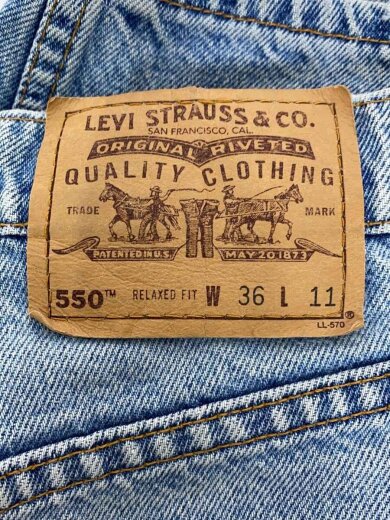 LEVI STRAUSS & CO.
SAN FRANCISCO, CAL.
ORIGINAL RIVETED
QUALITY CLOTHING
TRADE MARK
PATENTED IN U.S. MAY 20 1873
550™ RELAXED FIT W 36 L 11
LL-570 ®